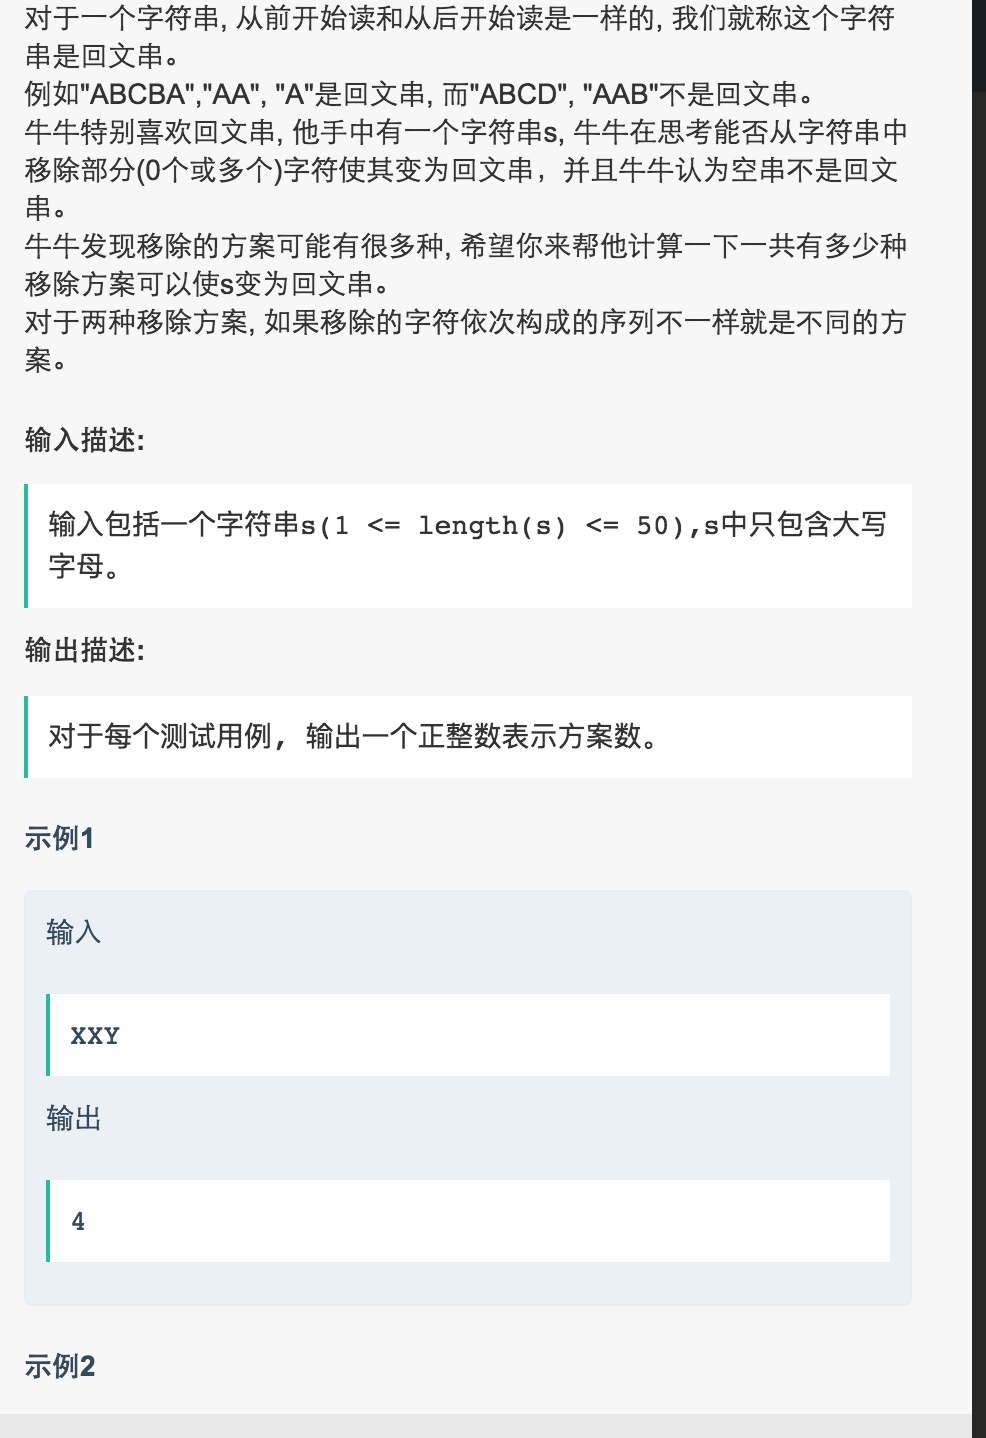 对于一个字符串, 从前开始读和从后开始读是一样的, 我们就称这个字符
串是回文串。
例如"ABCBA","AA", "A"是回文串, 而"ABCD", "AAB"不是回文串。
牛牛特别喜欢回文串, 他手中有一个字符串s, 牛牛在思考能否从字符串中
移除部分(0个或多个)字符使其变为回文串，并且牛牛认为空串不是回文
串。
牛牛发现移除的方案可能有很多种, 希望你来帮他计算一下一共有多少种
移除方案可以使s变为回文串。
对于两种移除方案, 如果移除的字符依次构成的序列不一样就是不同的方
案。
输入描述:
输入包括一个字符串s(1 <= length(s) <= 50),s中只包含大写
字母。
输出描述:
对于每个测试用例, 输出一个正整数表示方案数。
示例1
输入
XXY
输出
4
示例2